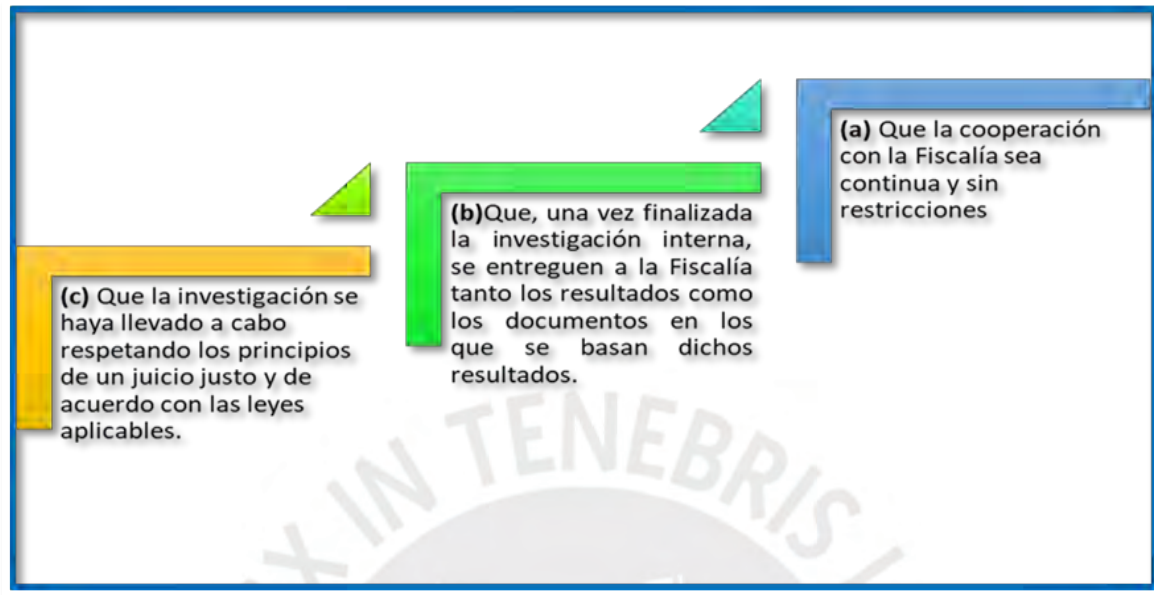 (a) Que la cooperación
con la Fiscalía sea
continua y sin
restricciones
(b)Que, una vez finalizada
la investigación interna,
se entreguen a la Fiscalía
tanto los resultados como
los documentos en los
que se basan dichos
resultados.
(c) Que la investigación se
haya llevado a cabo
respetando los principios
de un juicio justo y de
acuerdo con las leyes
aplicables.
IN TENEBRIS